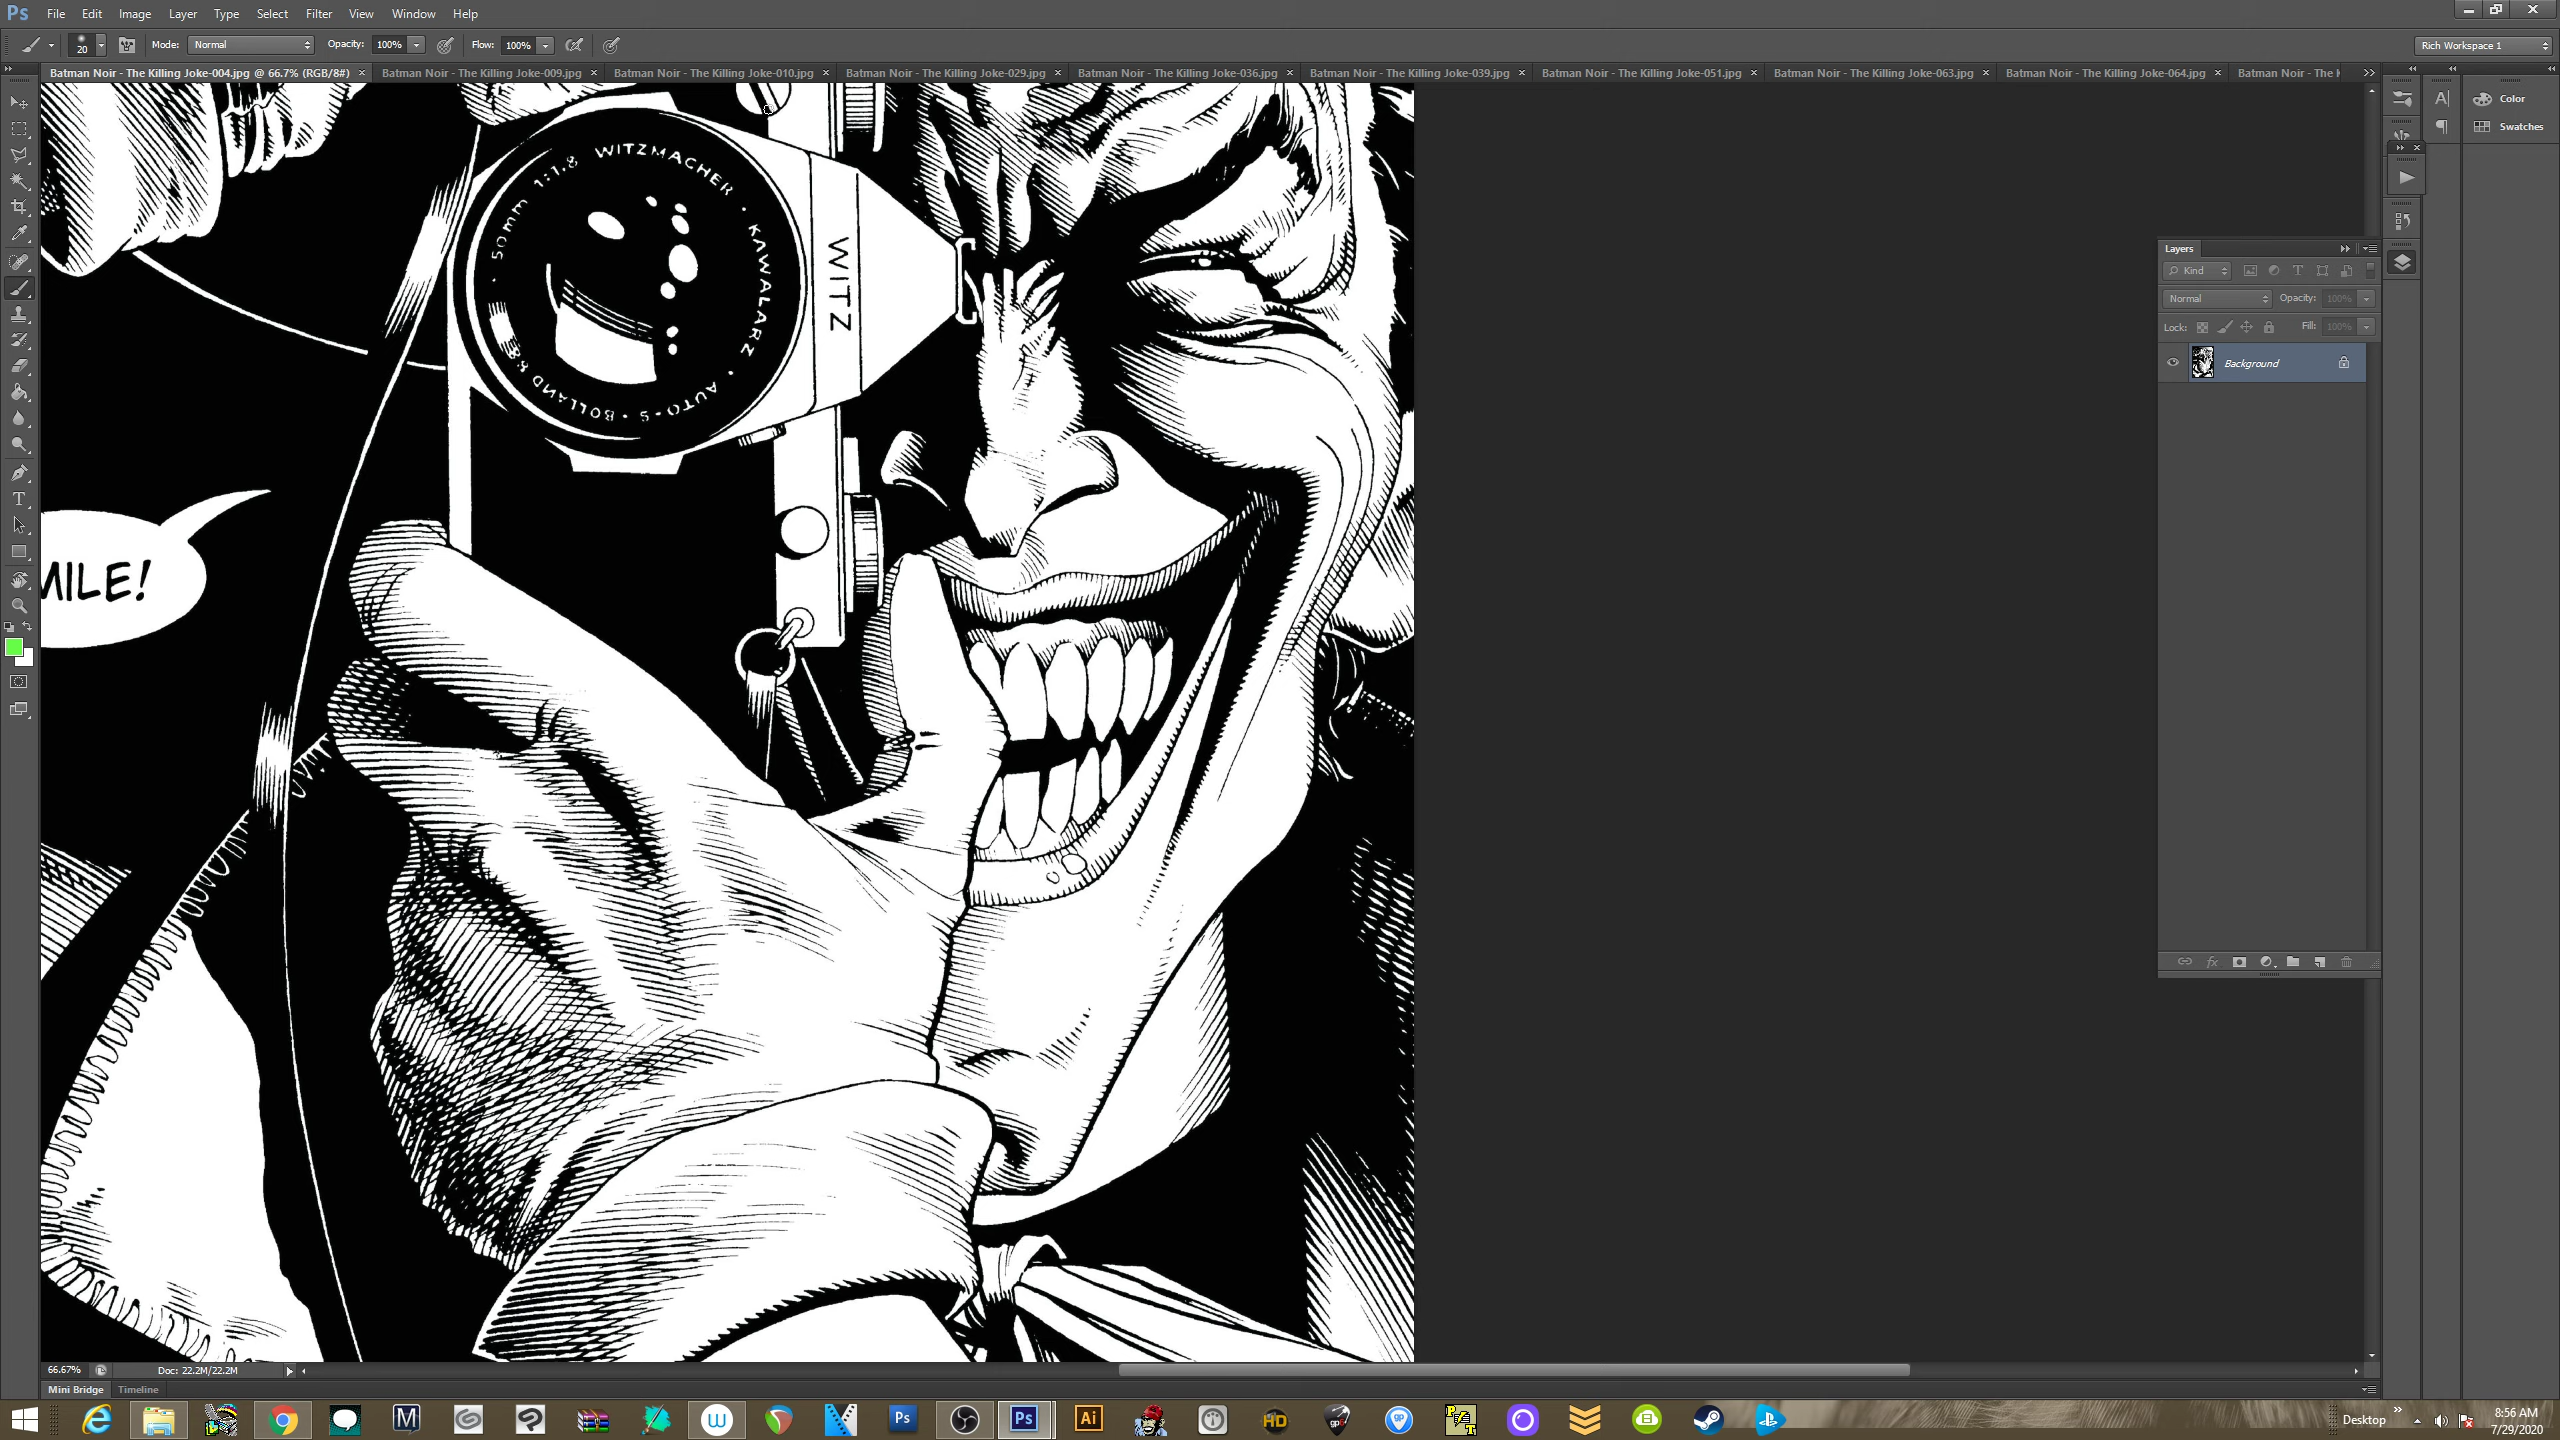 Ps File Edit Image Layer Type Select Filter View Window Help
20 Mode: Normal Opacity: 100% Flow: 100% Rich Workspace 1
Batman Noir - The Killing Joke-004.jpg @ 66.7% (RGB/8#) × Batman Noir - The Killing Joke-009.jpg × Batman Noir - The Killing Joke-010.jpg × Batman Noir - The Killing Joke-029.jpg × Batman Noir - The Killing Joke-036.jpg × Batman Noir - The Killing Joke-039.jpg × Batman Noir - The Killing Joke-051.jpg × Batman Noir - The Killing Joke-063.jpg × Batman Noir - The Killing Joke-064.jpg × Batman Noir - The
Color
Swatches
50mm 1:1.8 WITZMACHER • KAWALARZ • AUTO-S • BOLLAND 88 •
WITZ
MILE!
Layers
Kind
Normal Opacity: 100%
Lock: Fill: 100%
Background
66.67% Doc: 22.2M/22.2M
Mini Bridge Timeline
Ps Ps Ai HD Desktop
8:56 AM
7/29/2020